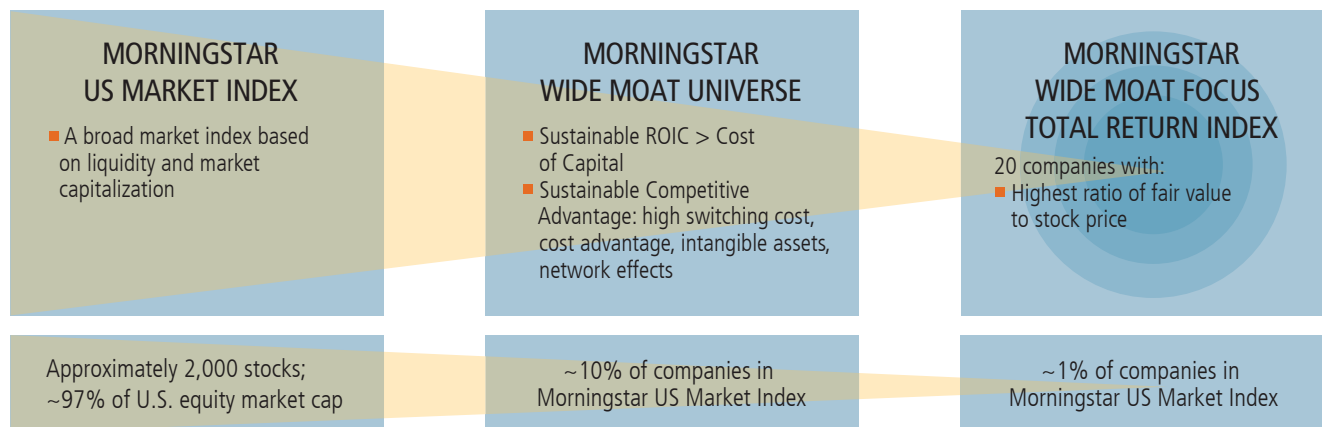 MORNINGSTAR
US MARKET INDEX
A broad market index based
on liquidity and market
capitalization
MORNINGSTAR
WIDE MOAT UNIVERSE
Sustainable ROIC > Cost
of Capital
Sustainable Competitive
Advantage: high switching cost,
cost advantage, intangible assets,
network effects
MORNINGSTAR
WIDE MOAT FOCUS
TOTAL RETURN INDEX
20 companies with:
Highest ratio of fair value
to stock price
Approximately 2,000 stocks;
~97% of U.S. equity market cap
~10% of companies in
Morningstar US Market Index
~1% of companies in
Morningstar US Market Index